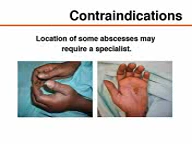 Contraindications
Location of some abscesses may
require a specialist.